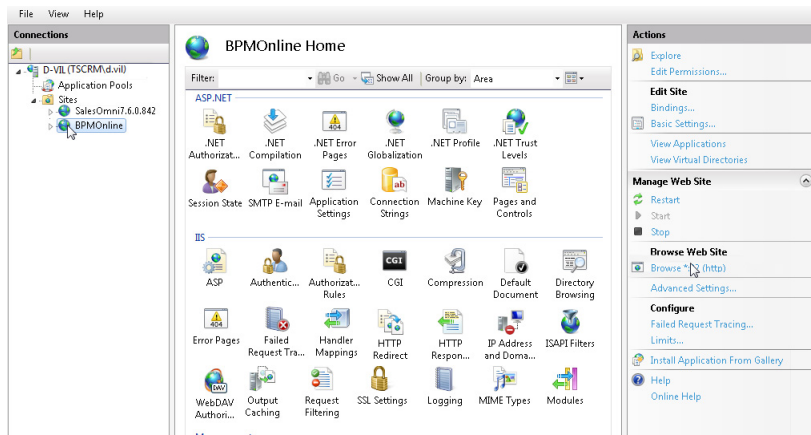 File View Help
Connections
D-VIL (TSCRM\d.vil)
Application Pools
Sites
SalesOmni7.6.0.842
BPMOnline
BPMOnline Home
Filter: Go Show All Group by: Area
ASP.NET
.NET Authorizat...
.NET Compilation
.NET Error Pages
.NET Globalization
.NET Profile
.NET Trust Levels
Session State
SMTP E-mail
Application Settings
Connection Strings
Machine Key
Pages and Controls
IIS
ASP
Authentic...
Authorizat... Rules
CGI
Compression
Default Document
Directory Browsing
Error Pages
Failed Request Tra...
Handler Mappings
HTTP Redirect
HTTP Respon...
IP Address and Doma...
ISAPI Filters
WebDAV Authori...
Output Caching
Request Filtering
SSL Settings
Logging
MIME Types
Modules
Actions
Explore
Edit Permissions...
Edit Site
Bindings...
Basic Settings...
View Applications
View Virtual Directories
Manage Web Site
Restart
Start
Stop
Browse Web Site
Browse (http)
Advanced Settings...
Configure
Failed Request Tracing...
Limits...
Install Application From Gallery
Help
Online Help